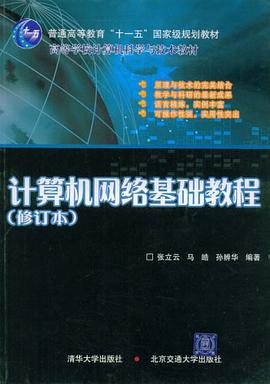 十一五
普通高等教育"十一五"国家级规划教材
高等学校计算机科学与技术教材
原理与技术的完美结合
教学与科研的最新成果
语言精炼，实例丰富
可操作性强，实用性突出
计算机网络基础教程
(修订本)
□ 张立云 马 皓 孙辨华 编著
清华大学出版社 · 北京交通大学出版社